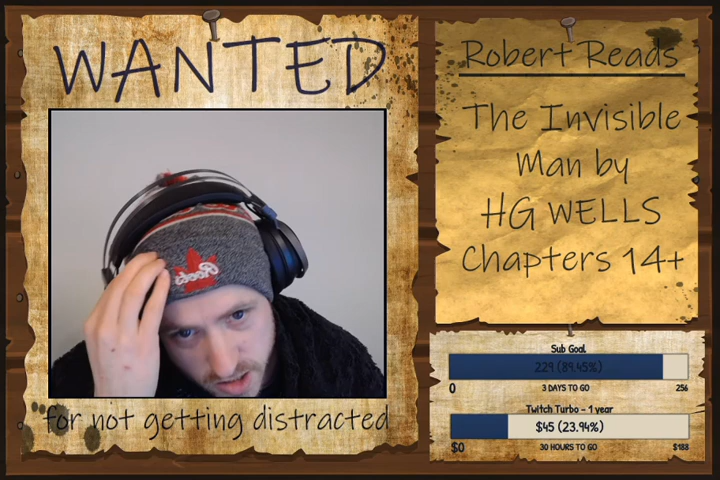 WANTED
for not getting distracted
Robert Reads
The Invisible
Man by
HG WELLS
Chapters 14+
Sub Goal
229 (89.45%)
0 3 DAYS TO GO 256
Twitch Turbo - 1 year
$45 (23.94%)
$0 30 HOURS TO GO $188
Roots